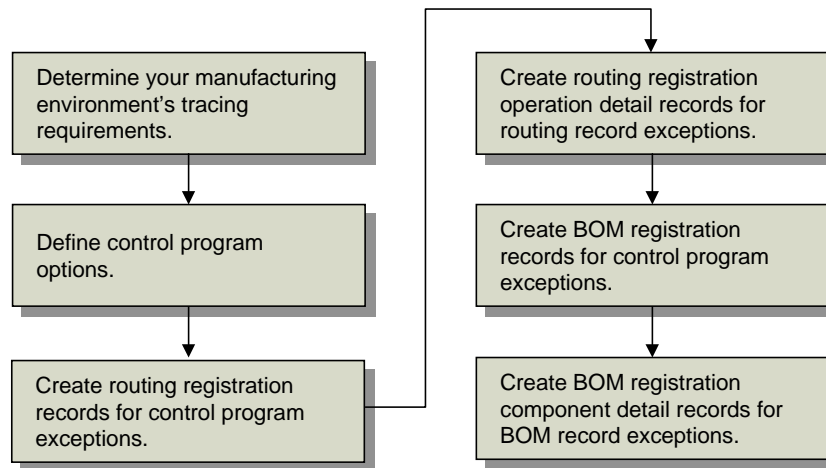 Determine your manufacturing
environment's tracing
requirements.
Define control program
options.
Create routing registration
records for control program
exceptions.
Create routing registration
operation detail records for
routing record exceptions.
Create BOM registration
records for control program
exceptions.
Create BOM registration
component detail records for
BOM record exceptions.